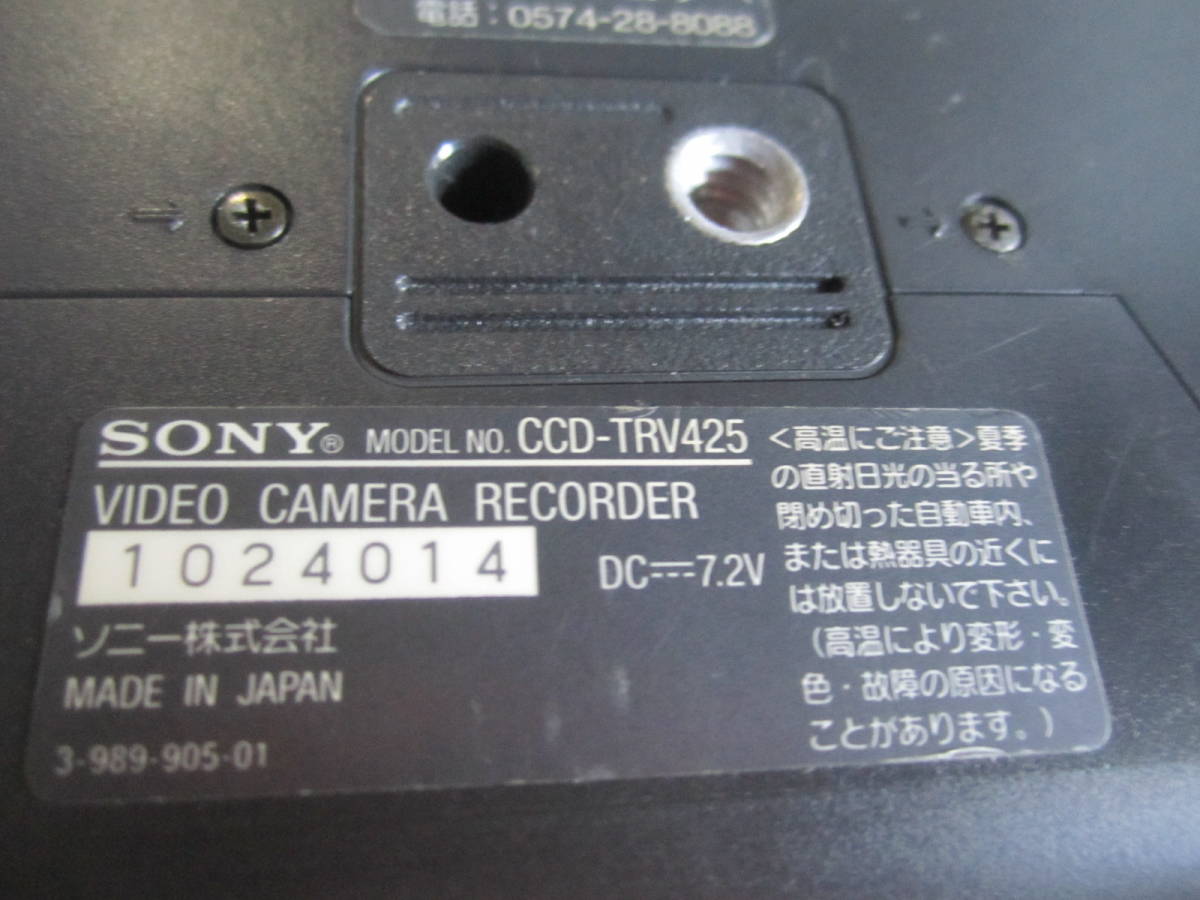 電話：0574-28-8088
SONY® MODEL NO. CCD-TRV425
VIDEO CAMERA RECORDER
1024014
DC⎓7.2V
ソニー株式会社
MADE IN JAPAN
3-989-905-01
＜高温にご注意＞夏季
の直射日光の当る所や
閉め切った自動車内、
または熱器具の近くに
は放置しないで下さい。
（高温により変形・変
色・故障の原因になる
ことがあります。）